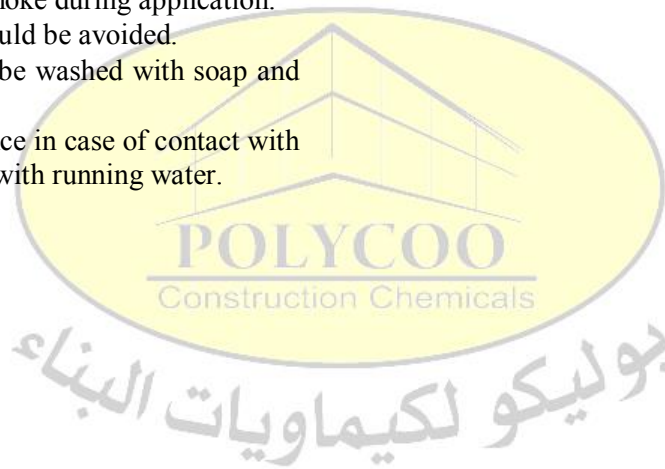 during application.
uld be avoided.
be washed with soap and
ce in case of contact with
with running water.
POLYCOO
Construction Chemicals
بوليكو لكيماويات البناء